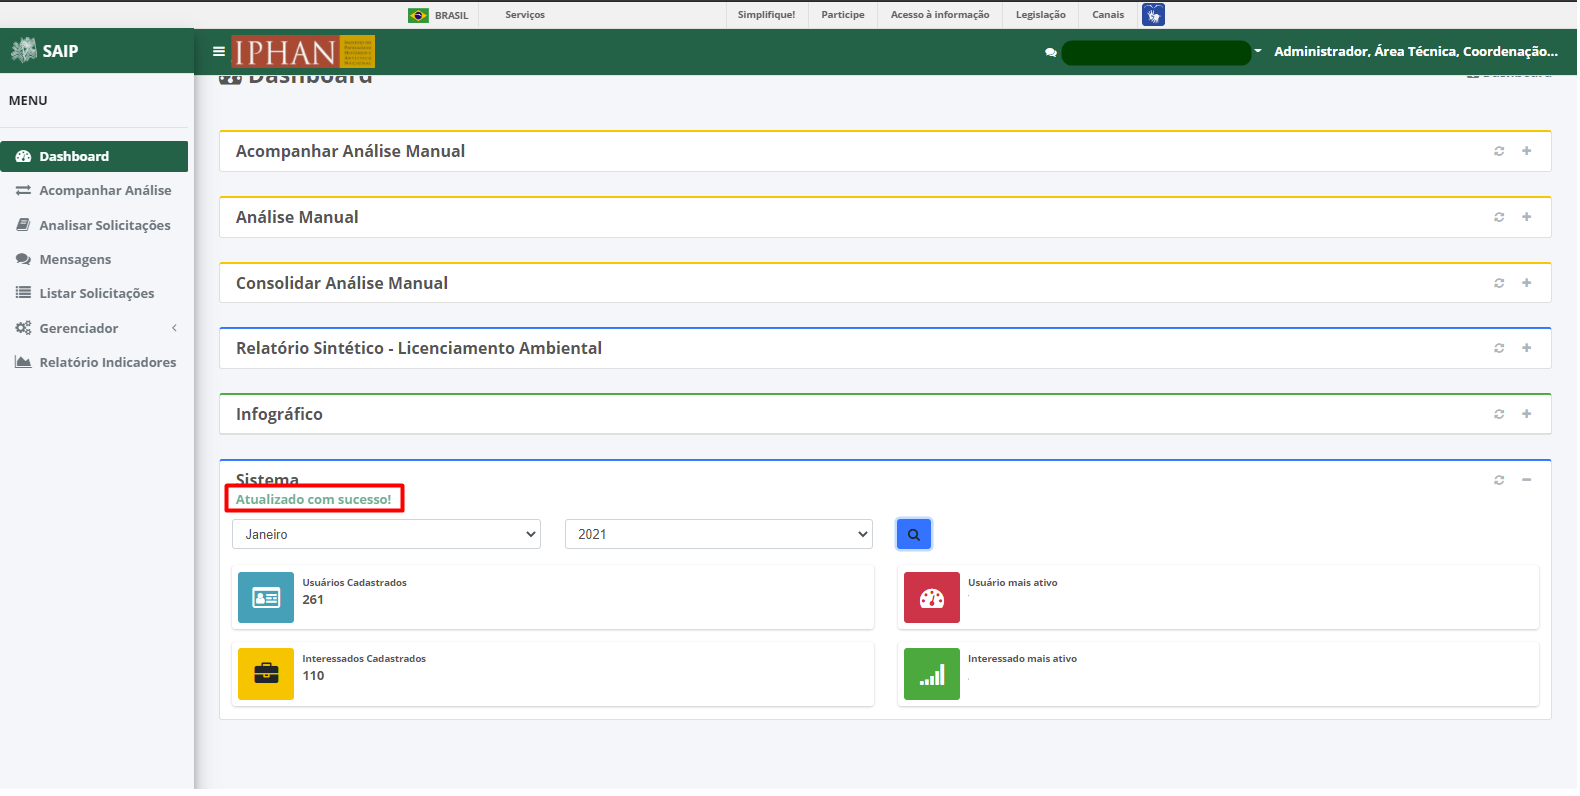 BRASIL Serviços Simplifique! Participe Acesso à informação Legislação Canais
SAIP
IPHAN
Administrador, Área Técnica, Coordenação...
MENU
Dashboard
Acompanhar Análise
Analisar Solicitações
Mensagens
Listar Solicitações
Gerenciador
Relatório Indicadores
Dashboard
Dashboard
Acompanhar Análise Manual
Análise Manual
Consolidar Análise Manual
Relatório Sintético - Licenciamento Ambiental
Infográfico
Sistema
Atualizado com sucesso!
Janeiro
2021
Usuários Cadastrados
261
Usuário mais ativo
Interessados Cadastrados
110
Interessado mais ativo